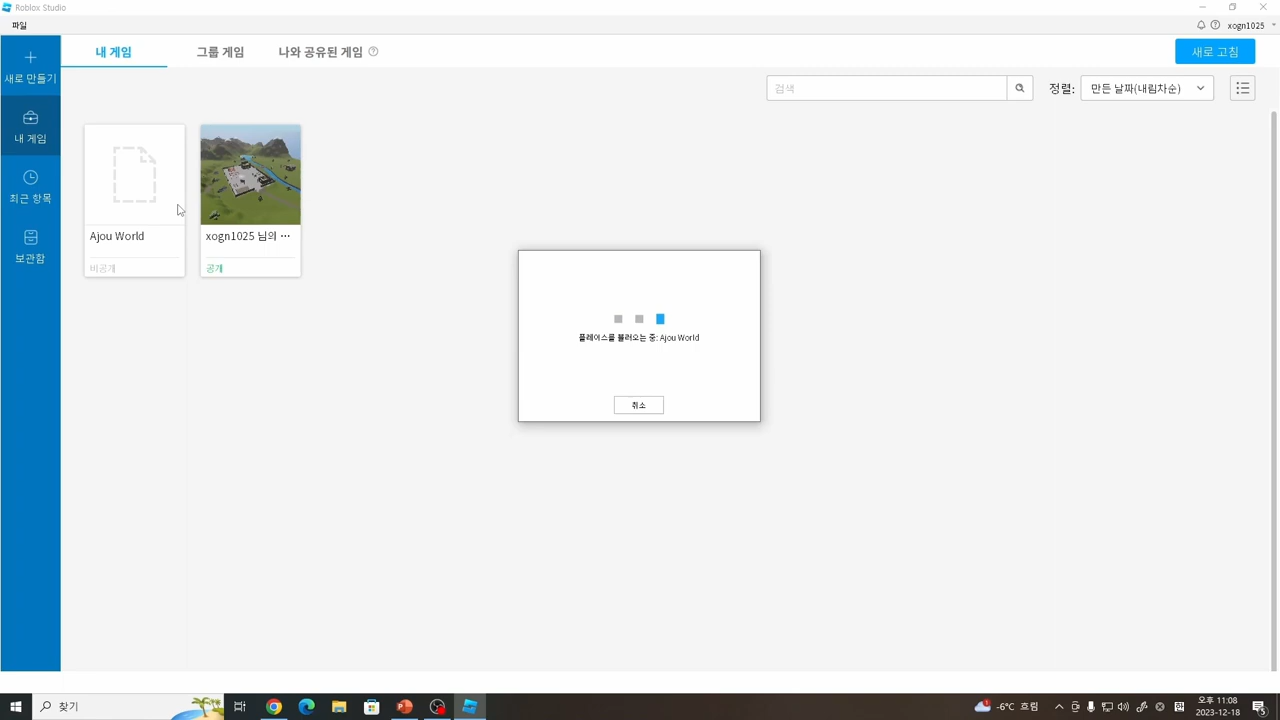 Roblox Studio
파일
xogn1025
새로 만들기
내 게임
최근 항목
보관함
내 게임 그룹 게임 나와 공유된 게임
새로 고침
검색
정렬: 만든 날짜(내림차순)
Ajou World
비공개
xogn1025 님의 ···
공개
플레이스를 불러오는 중: Ajou World
취소
찾기
-6°C 흐림
오후 11:08
2023-12-18